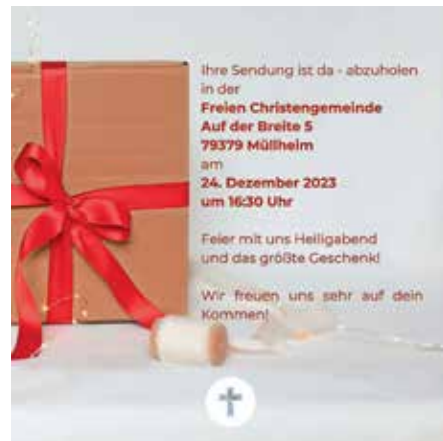 Ihre Sendung ist da - abzuholen
in der
Freien Christengemeinde
Auf der Breite 5
79379 Müllheim
am
24. Dezember 2023
um 16:30 Uhr
Feier mit uns Heiligabend
und das größte Geschenk!
Wir freuen uns sehr auf dein
Kommen!